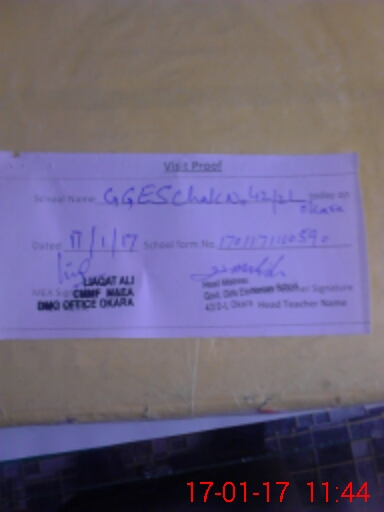 Visit Proof
School Name GGES Chak No 42/2L today on
Okara
Dated 17/1/17 School form No.
LIAQAT ALI
MEA Sign CMMF MAEA
DMO OFFICE OKARA
Head Mistress
Govt. Girls Elementary School Signature
42/2-L Okara Head Teacher Name
17-01-17 11:44